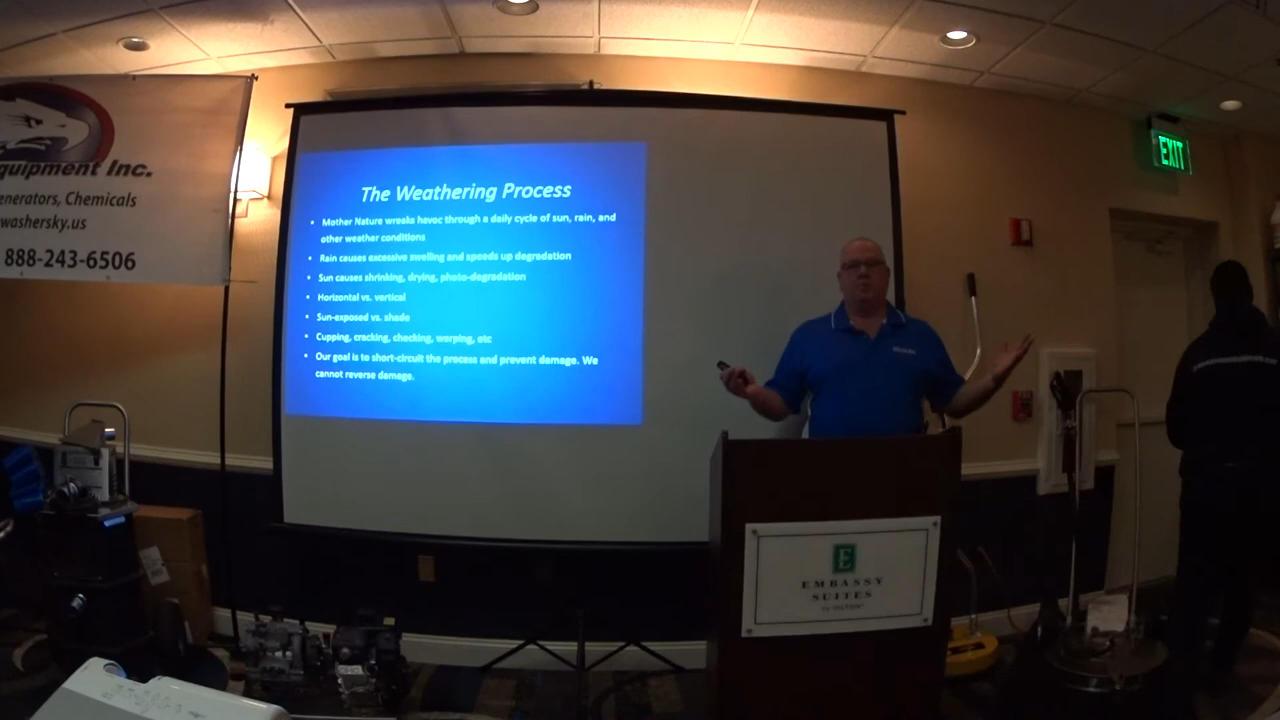 quipment Inc.
enerators, Chemicals
washersky.us
888-243-6506
The Weathering Process
• Mother Nature wreaks havoc through a daily cycle of sun, rain, and
other weather conditions
• Rain causes excessive swelling and speeds up degradation
• Sun causes shrinking, drying, photo-degradation
• Horizontal vs. vertical
• Sun-exposed vs. shade
• Cupping, cracking, checking, warping, etc
• Our goal is to short-circuit the process and prevent damage. We
cannot reverse damage.
EXIT
E
EMBASSY
SUITES